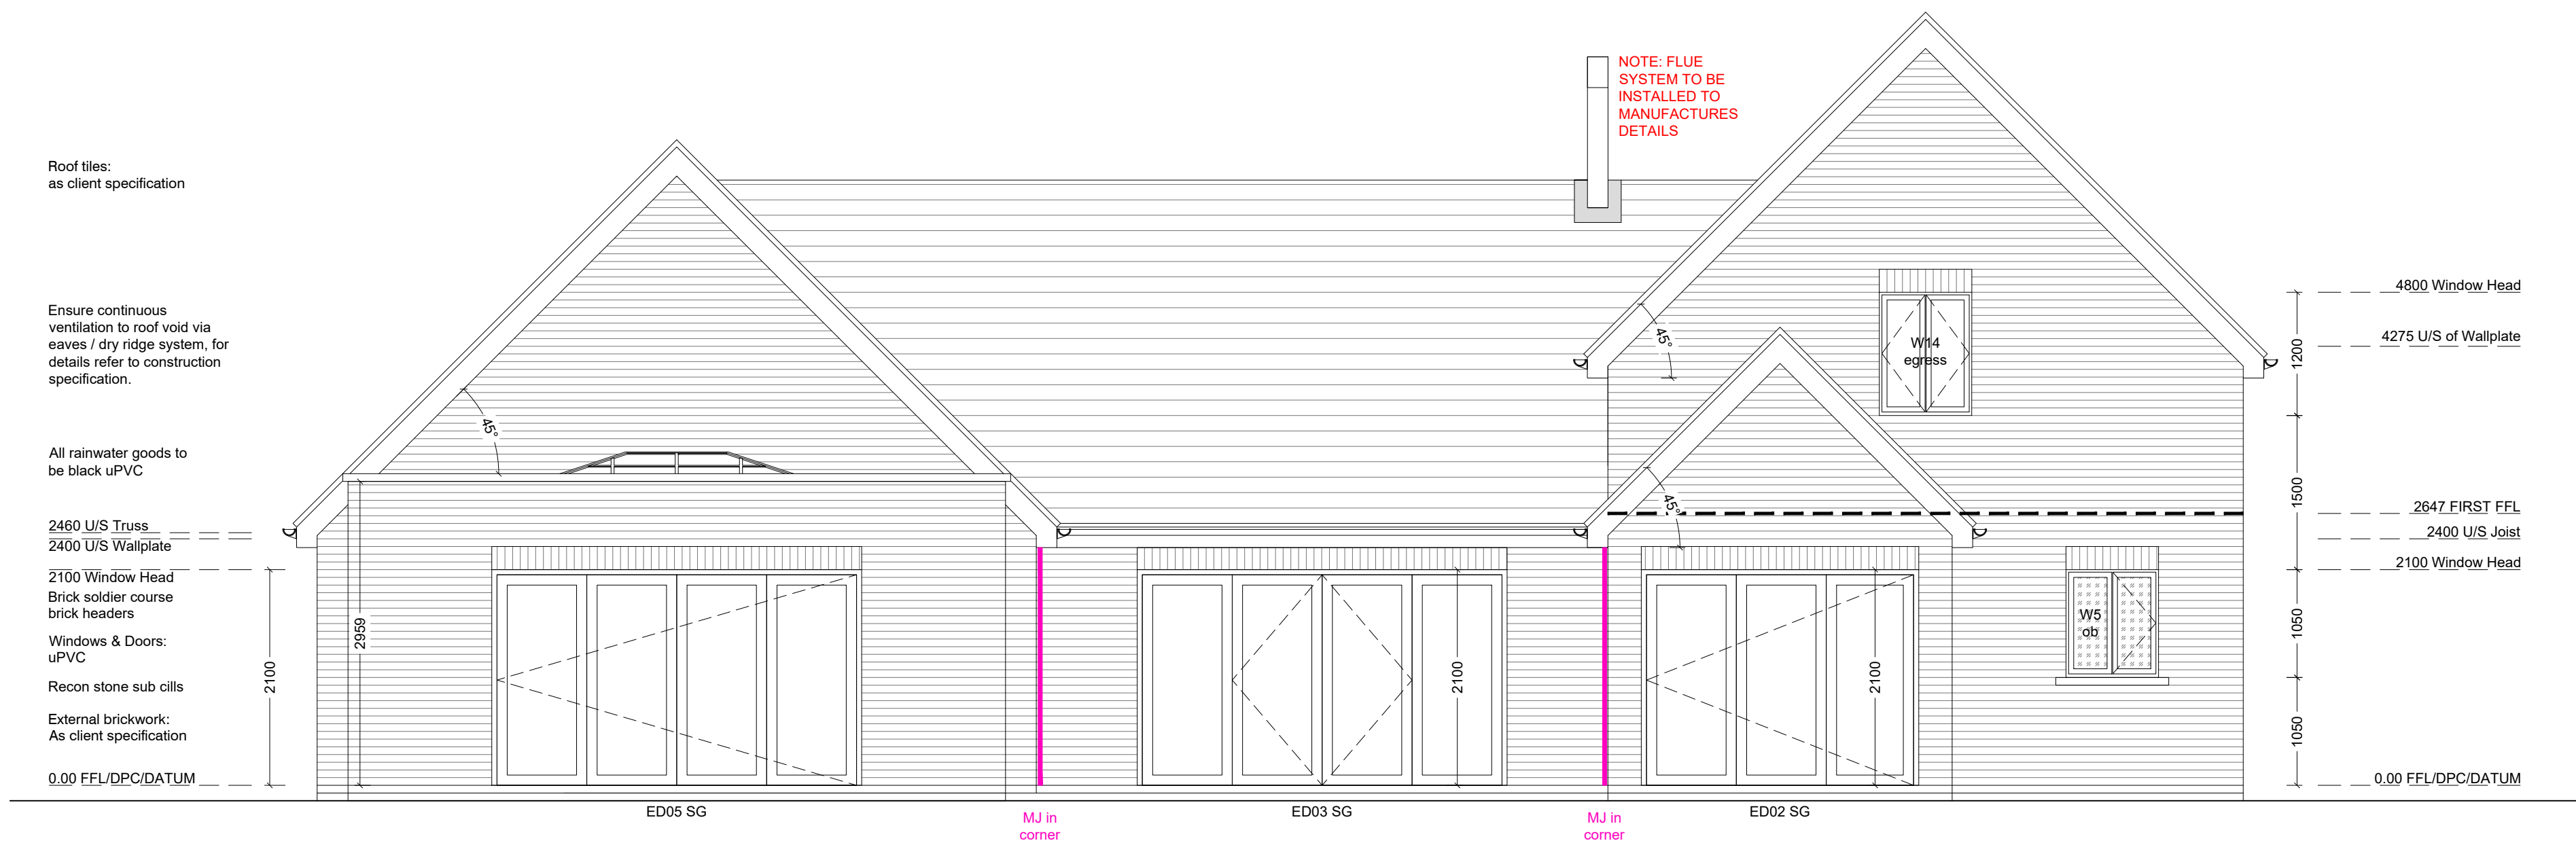 NOTE: FLUE
SYSTEM TO BE
INSTALLED TO
MANUFACTURES
DETAILS
Roof tiles:
as client specification
Ensure continuous
ventilation to roof void via
eaves / dry ridge system, for
details refer to construction
specification.
All rainwater goods to
be black uPVC
2460 U/S Truss
2400 U/S Wallplate
2100 Window Head
Brick soldier course
brick headers
Windows & Doors:
uPVC
Recon stone sub cills
External brickwork:
As client specification
0.00 FFL/DPC/DATUM
2100
2959
45°
45°
45°
W14
egress
2100
2100
W5
ob
4800 Window Head
4275 U/S of Wallplate
2647 FIRST FFL
2400 U/S Joist
2100 Window Head
0.00 FFL/DPC/DATUM
1200
1500
1050
1050
ED05 SG
MJ in
corner
ED03 SG
MJ in
corner
ED02 SG